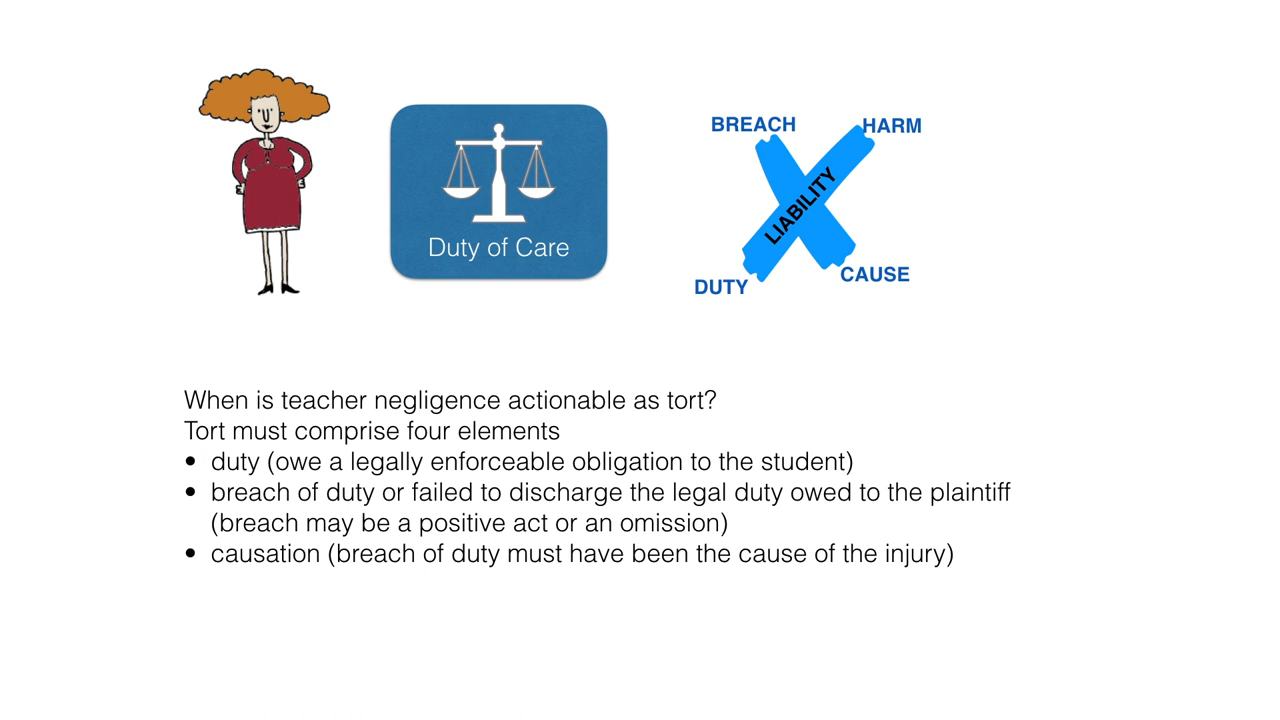 BREACH
HARM
LIABILITY
Duty of Care
DUTY
CAUSE
When is teacher negligence actionable as tort?
Tort must comprise four elements
• duty (owe a legally enforceable obligation to the student)
• breach of duty or failed to discharge the legal duty owed to the plaintiff
(breach may be a positive act or an omission)
• causation (breach of duty must have been the cause of the injury)